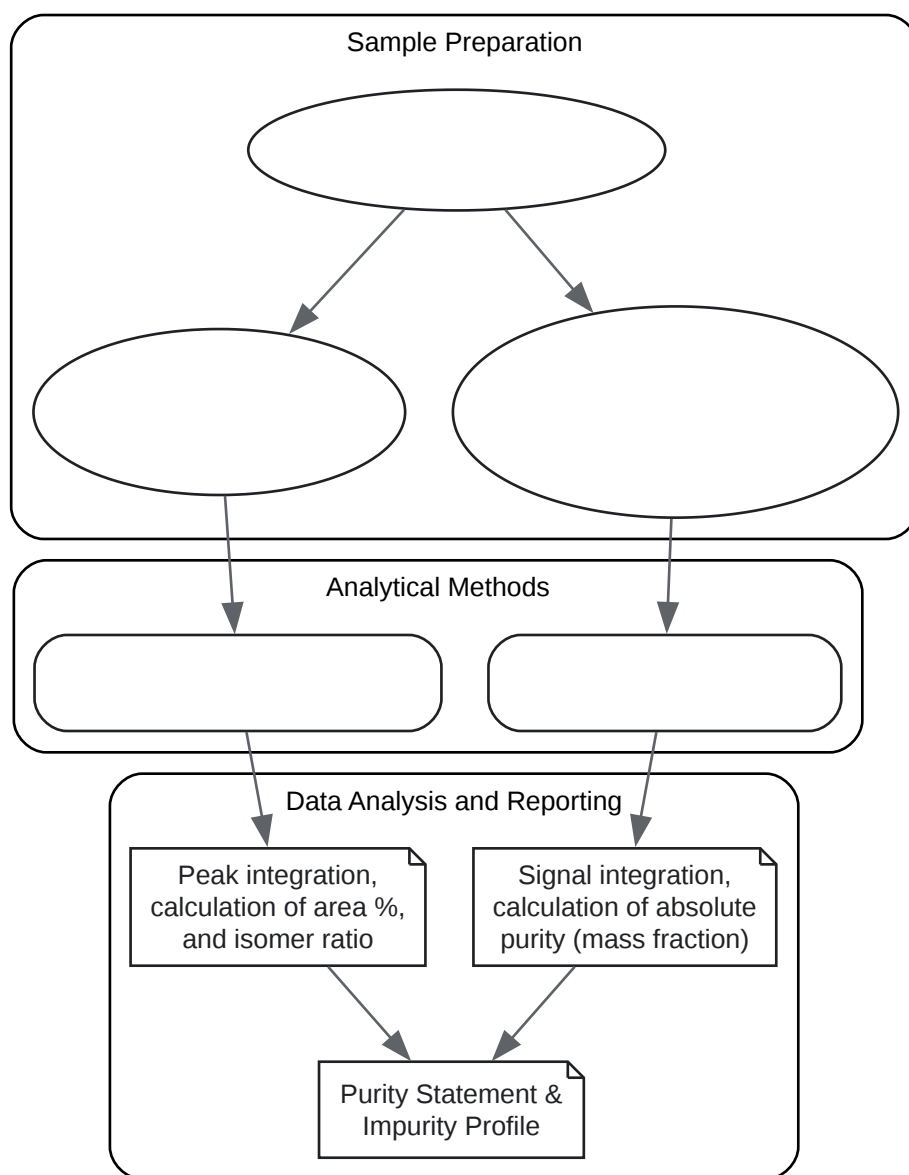 Sample Preparation
Analytical Methods
Data Analysis and Reporting
Peak integration,
calculation of area %,
and isomer ratio
Signal integration,
calculation of absolute
purity (mass fraction)
Purity Statement &
Impurity Profile